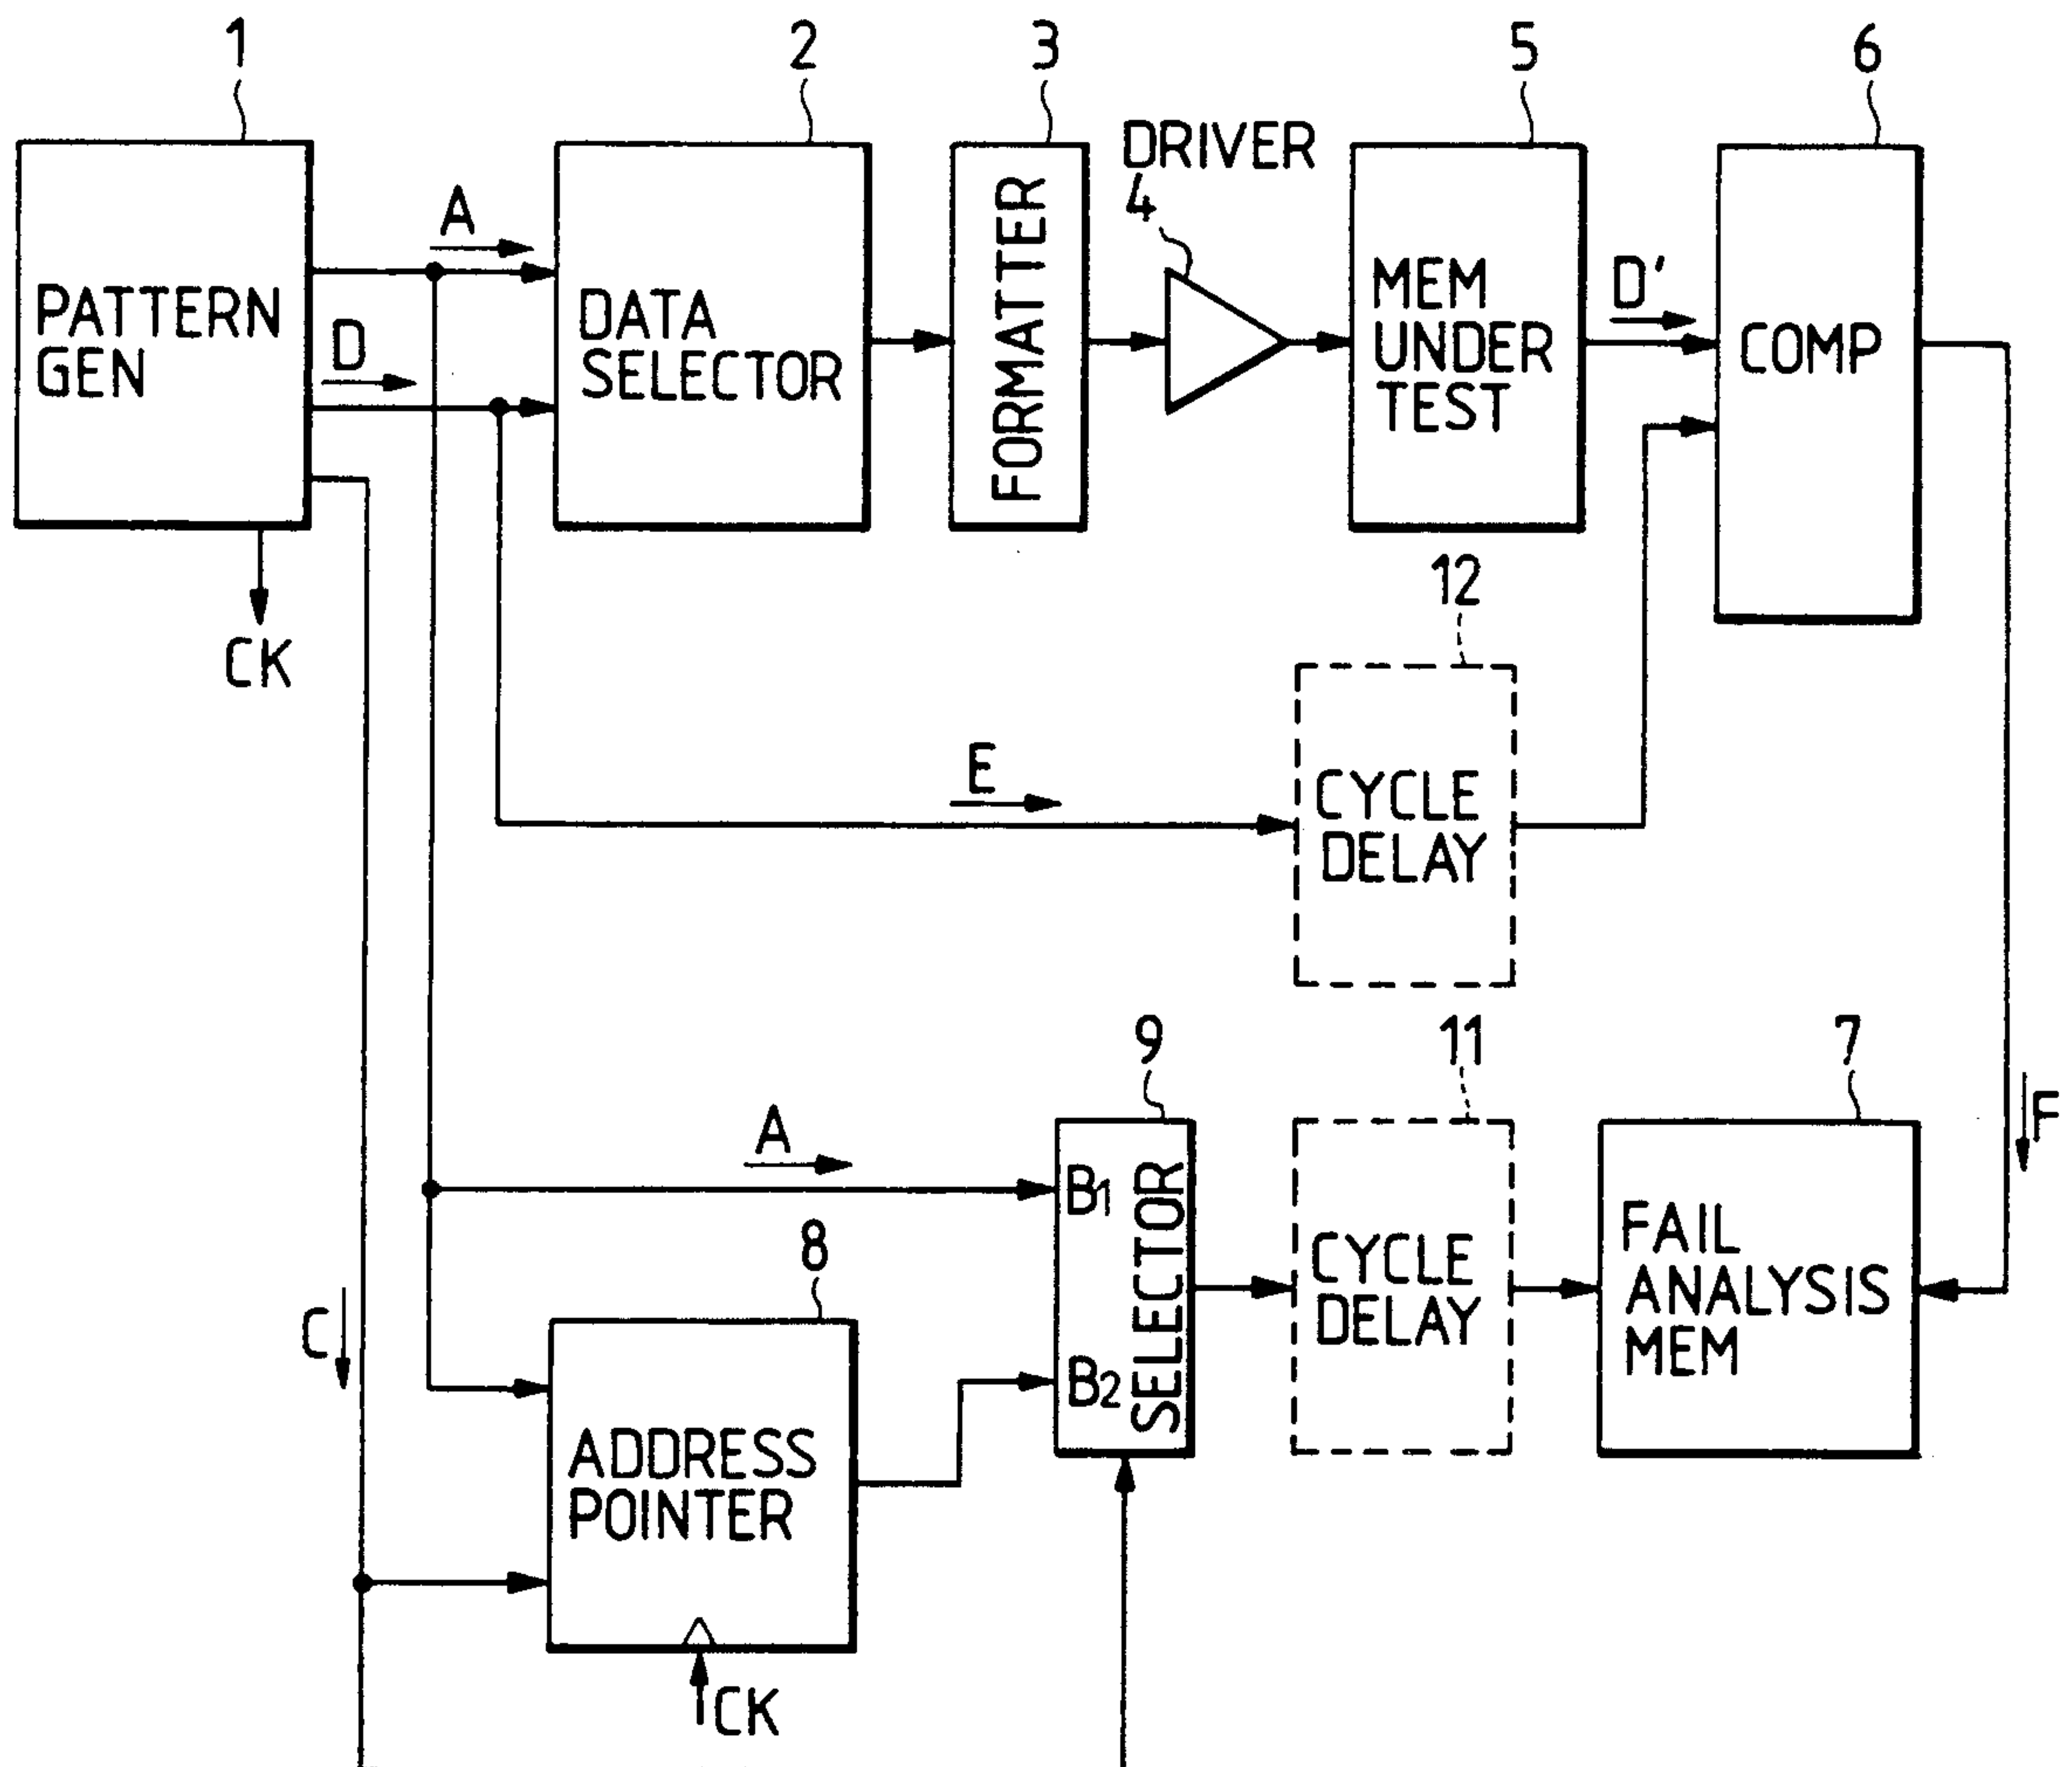 1
2
3
5
6
DRIVER
4
A
PATTERN
GEN
D
DATA
SELECTOR
FORMATTER
MEM
UNDER
TEST
D'
COMP
CK
12
E
CYCLE
DELAY
9
11
7
F
A
B1
B2
SELECTOR
CYCLE
DELAY
FAIL
ANALYSIS
MEM
8
C
ADDRESS
POINTER
CK